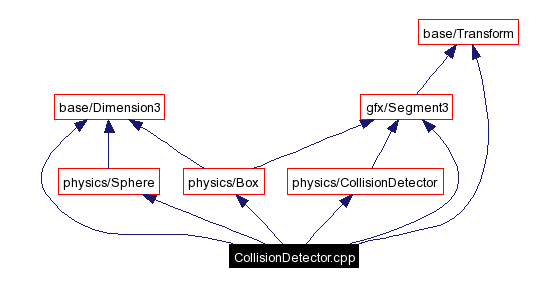 base/Transform
base/Dimension3
gfx/Segment3
physics/Sphere
physics/Box
physics/CollisionDetector
CollisionDetector.cpp